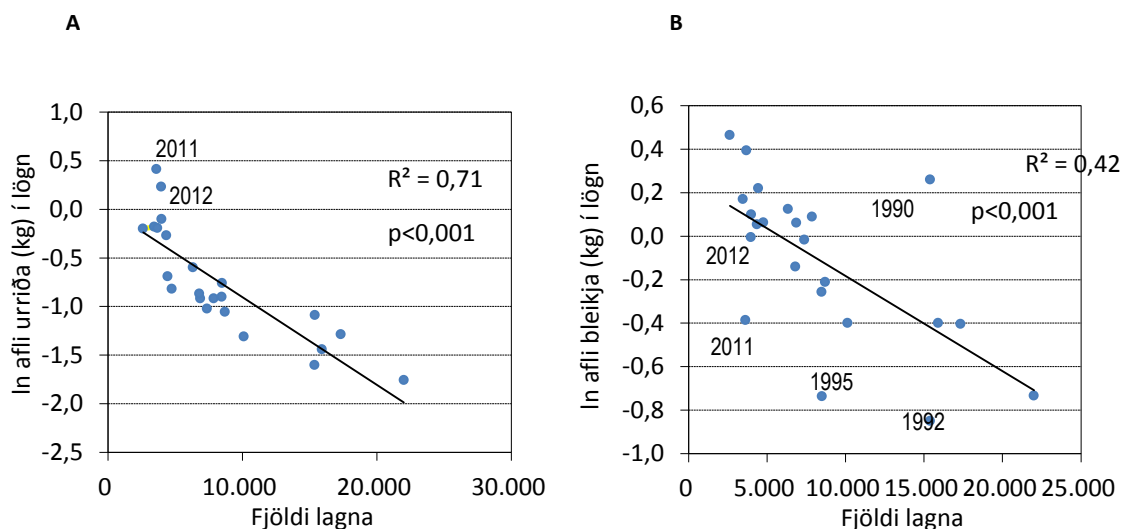 A
ln afli urriða (kg) í lögn
1,0
0,5
0,0
-0,5
-1,0
-1,5
-2,0
-2,5
2011
2012
R² = 0,71
p<0,001
0 10.000 20.000 30.000
Fjöldi lagna
B
ln afli bleikja (kg) í lögn
0,6
0,4
0,2
0,0
-0,2
-0,4
-0,6
-0,8
-1,0
R² = 0,42
1990
p<0,001
2012
2011
1995
1992
0 5.000 10.000 15.000 20.000 25.000
Fjöldi lagna